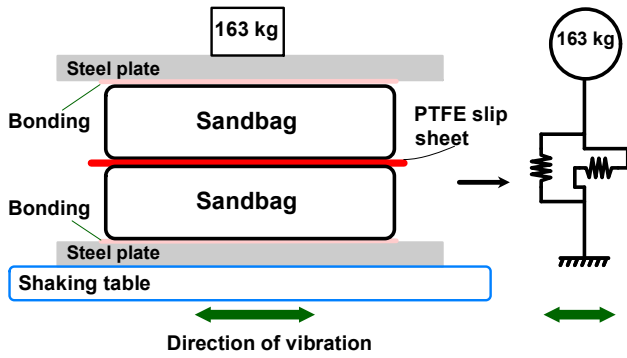 163 kg
163 kg
Steel plate
Bonding
Sandbag
PTFE slip
sheet
Sandbag
Bonding
Steel plate
Shaking table
Direction of vibration